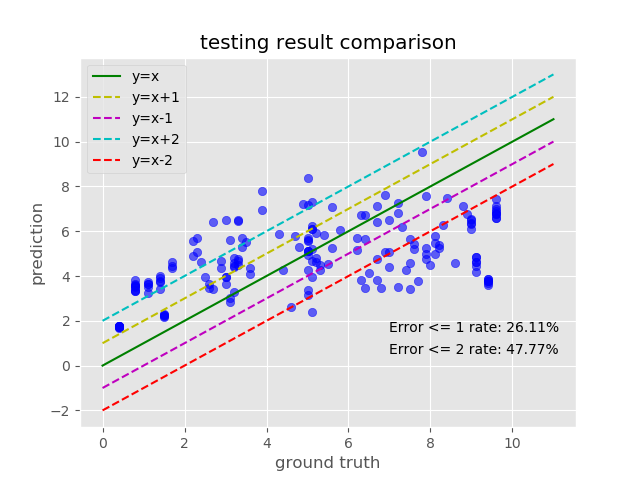 testing result comparison
y=x
y=x+1
y=x-1
y=x+2
y=x-2
12
10
8
6
4
2
0
−2
prediction
Error <= 1 rate: 26.11%
Error <= 2 rate: 47.77%
0 2 4 6 8 10
ground truth